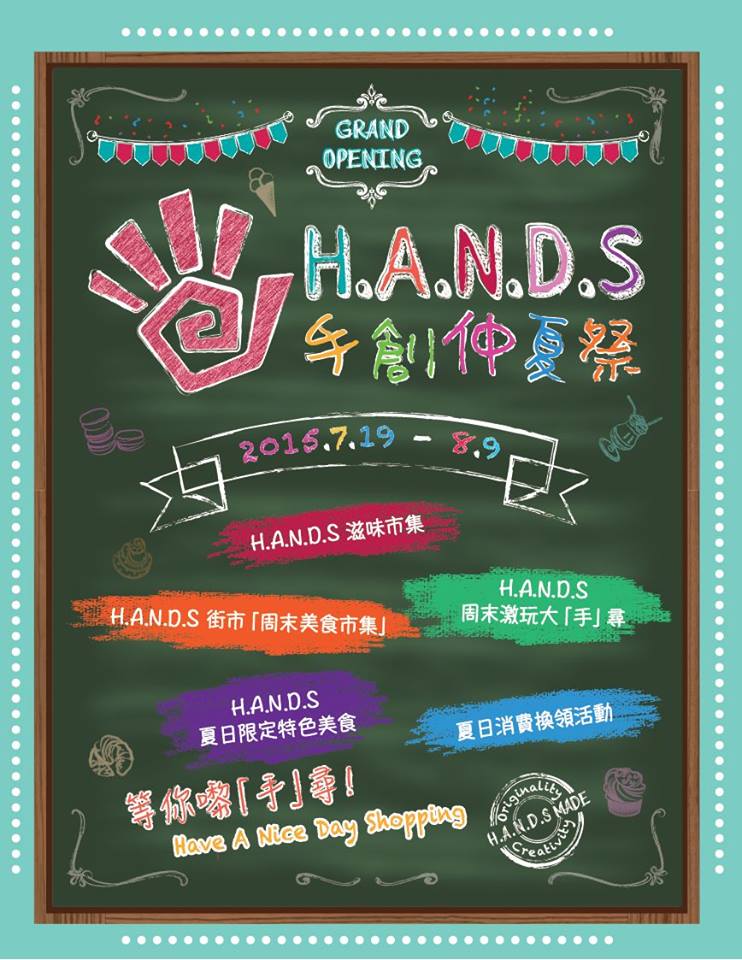 GRAND
OPENING
H.A.N.D.S
手創仲夏祭
2015.7.19 - 8.9
H.A.N.D.S 滋味市集
H.A.N.D.S 街市「周末美食市集」
H.A.N.D.S
周末激玩大「手」尋
H.A.N.D.S
夏日限定特色美食
夏日消費換領活動
等你嚟「手」尋!
Have A Nice Day Shopping
Originality
H.A.N.D.S MADE
Creativity